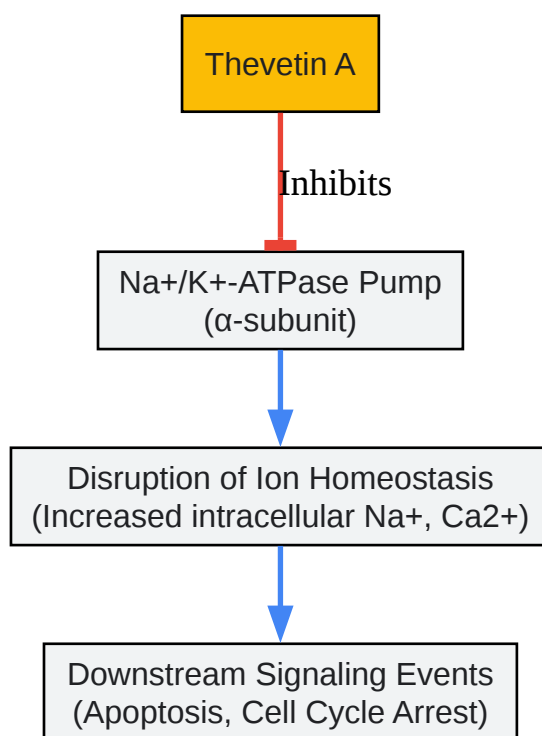 Thevetin A
Inhibits
Na+/K+-ATPase Pump
(α-subunit)
Disruption of Ion Homeostasis
(Increased intracellular Na+, Ca2+)
Downstream Signaling Events
(Apoptosis, Cell Cycle Arrest)